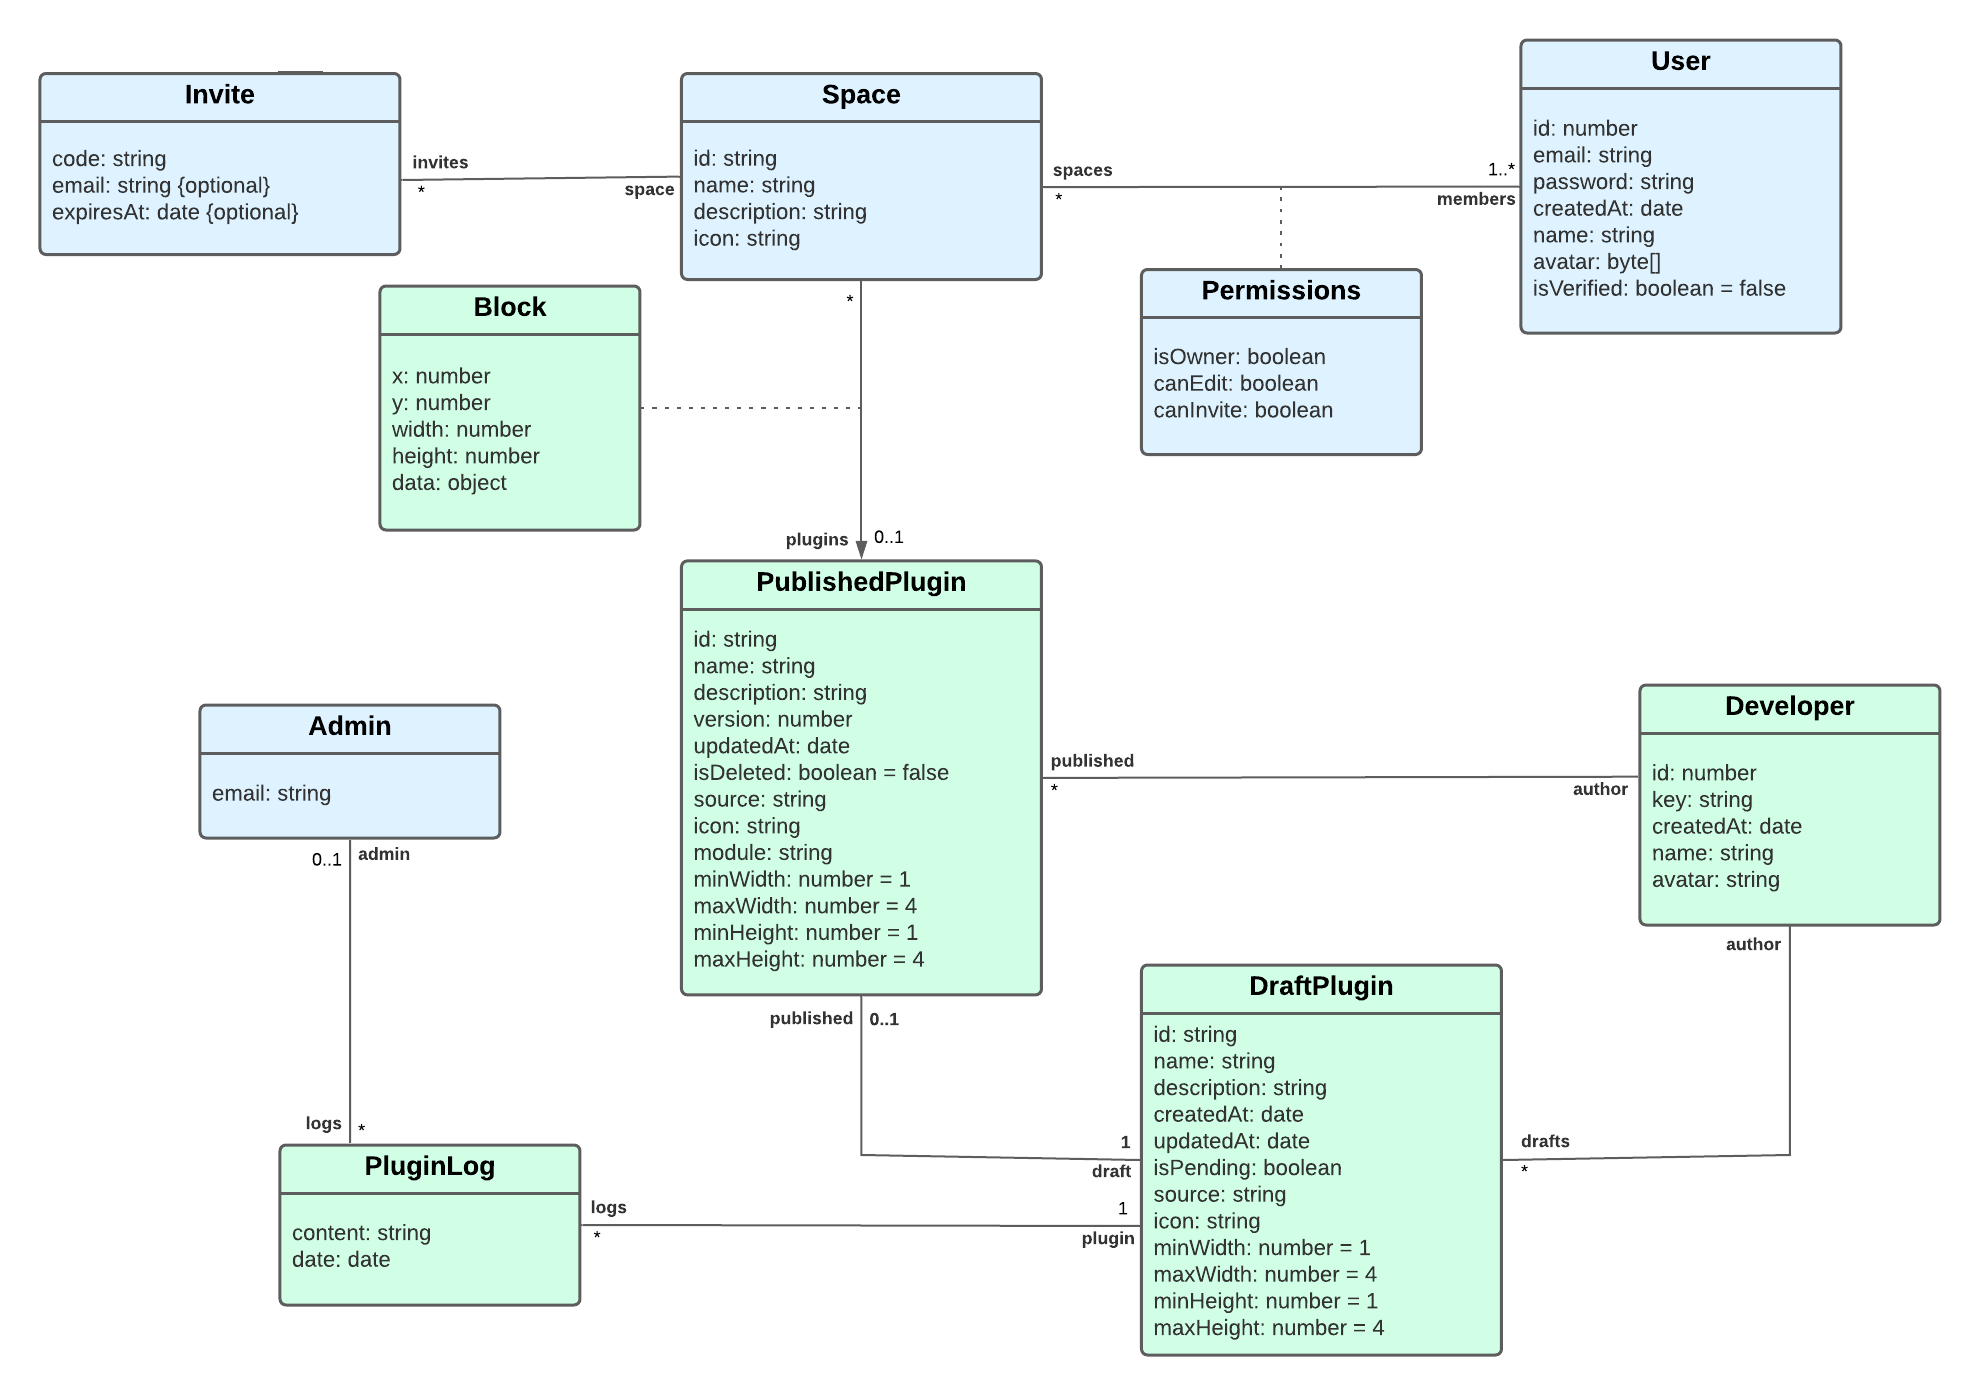 Invite
code: string
email: string {optional}
expiresAt: date {optional}
invites
*
space
Space
id: string
name: string
description: string
icon: string
spaces
*
1..*
members
User
id: number
email: string
password: string
createdAt: date
name: string
avatar: byte[]
isVerified: boolean = false
Permissions
isOwner: boolean
canEdit: boolean
canInvite: boolean
Block
x: number
y: number
width: number
height: number
data: object
*
plugins
0..1
PublishedPlugin
id: string
name: string
description: string
version: number
updatedAt: date
isDeleted: boolean = false
source: string
icon: string
module: string
minWidth: number = 1
maxWidth: number = 4
minHeight: number = 1
maxHeight: number = 4
published
*
author
Developer
id: number
key: string
createdAt: date
name: string
avatar: string
author
Admin
email: string
0..1
admin
logs
*
PluginLog
content: string
date: date
logs
*
1
plugin
published
0..1
1
draft
DraftPlugin
id: string
name: string
description: string
createdAt: date
updatedAt: date
isPending: boolean
source: string
icon: string
minWidth: number = 1
maxWidth: number = 4
minHeight: number = 1
maxHeight: number = 4
drafts
*